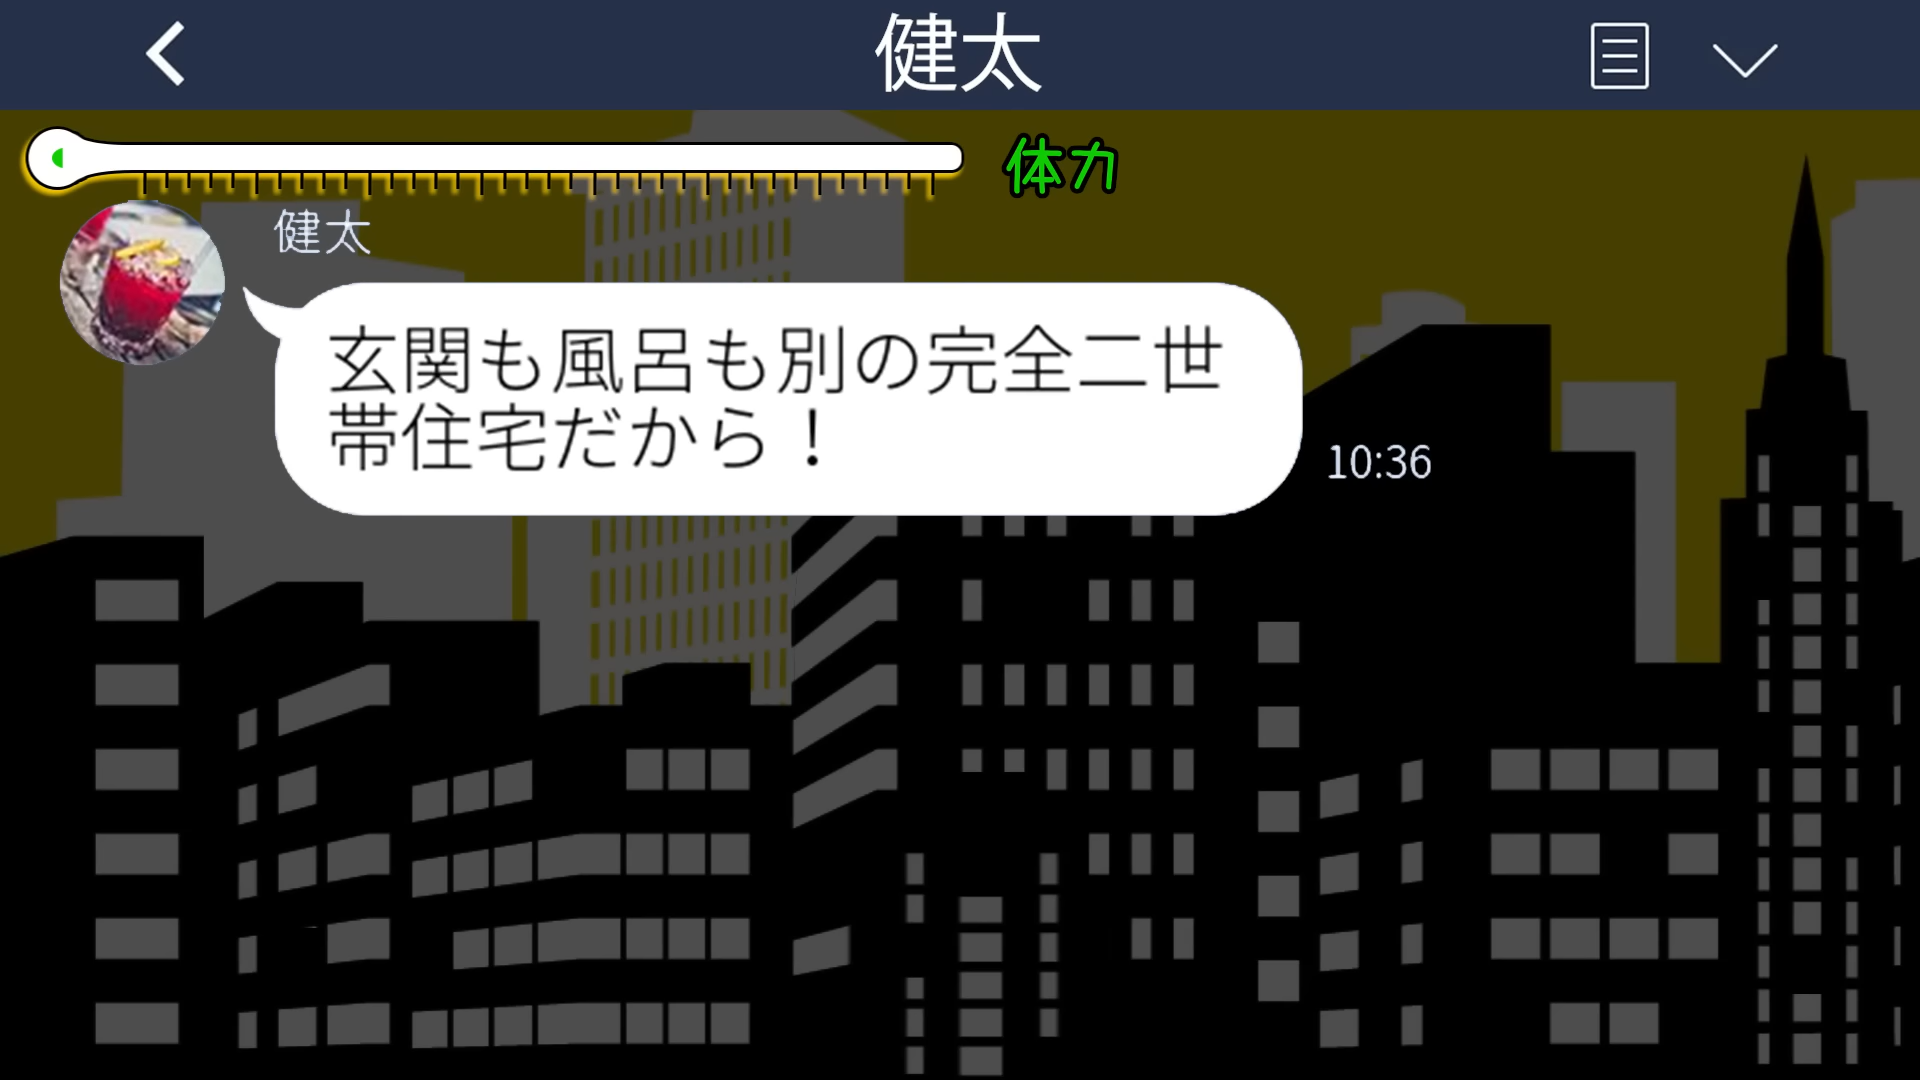 健太
体力
健太
玄関も風呂も別の完全二世
帯住宅だから！
10:36